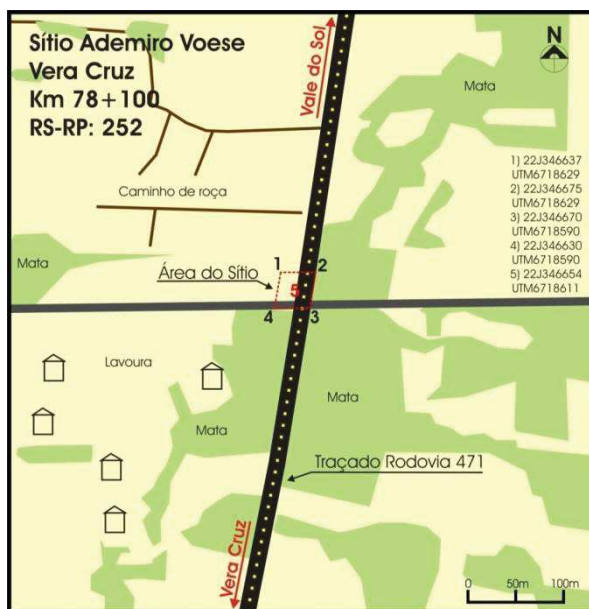 Sítio Ademiro Voese
Vera Cruz
Km 78+100
RS-RP: 252
Vale do Sol
N
Mata
1) 22J346637
UTM6718629
2) 22J346675
UTM6718629
3) 22J346670
UTM6718590
4) 22J346630
UTM6718590
5) 22J346654
UTM6718611
Caminho de roça
Mata
Área do Sítio
1
2
5
4
3
Lavoura
Mata
Mata
Traçado Rodovia 471
Vera Cruz
0 50m 100m